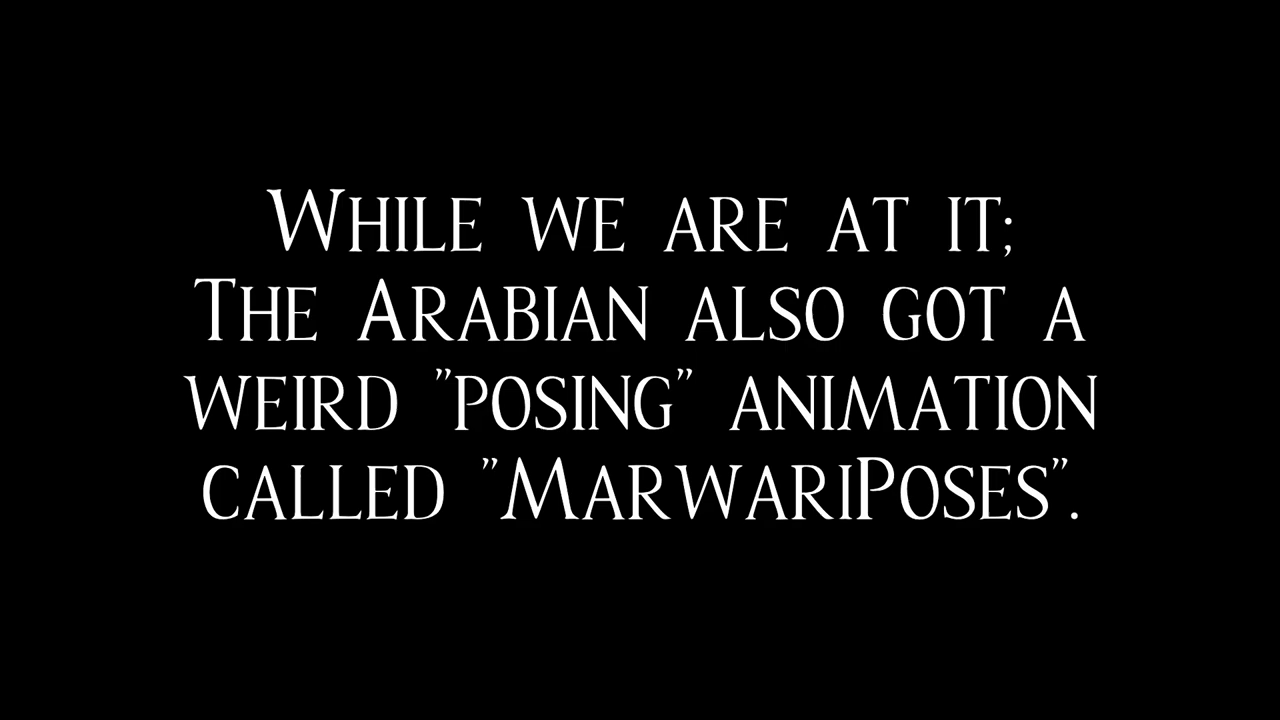 While we are at it;
The Arabian also got a
weird "posing" animation
called "MarwariPoses".